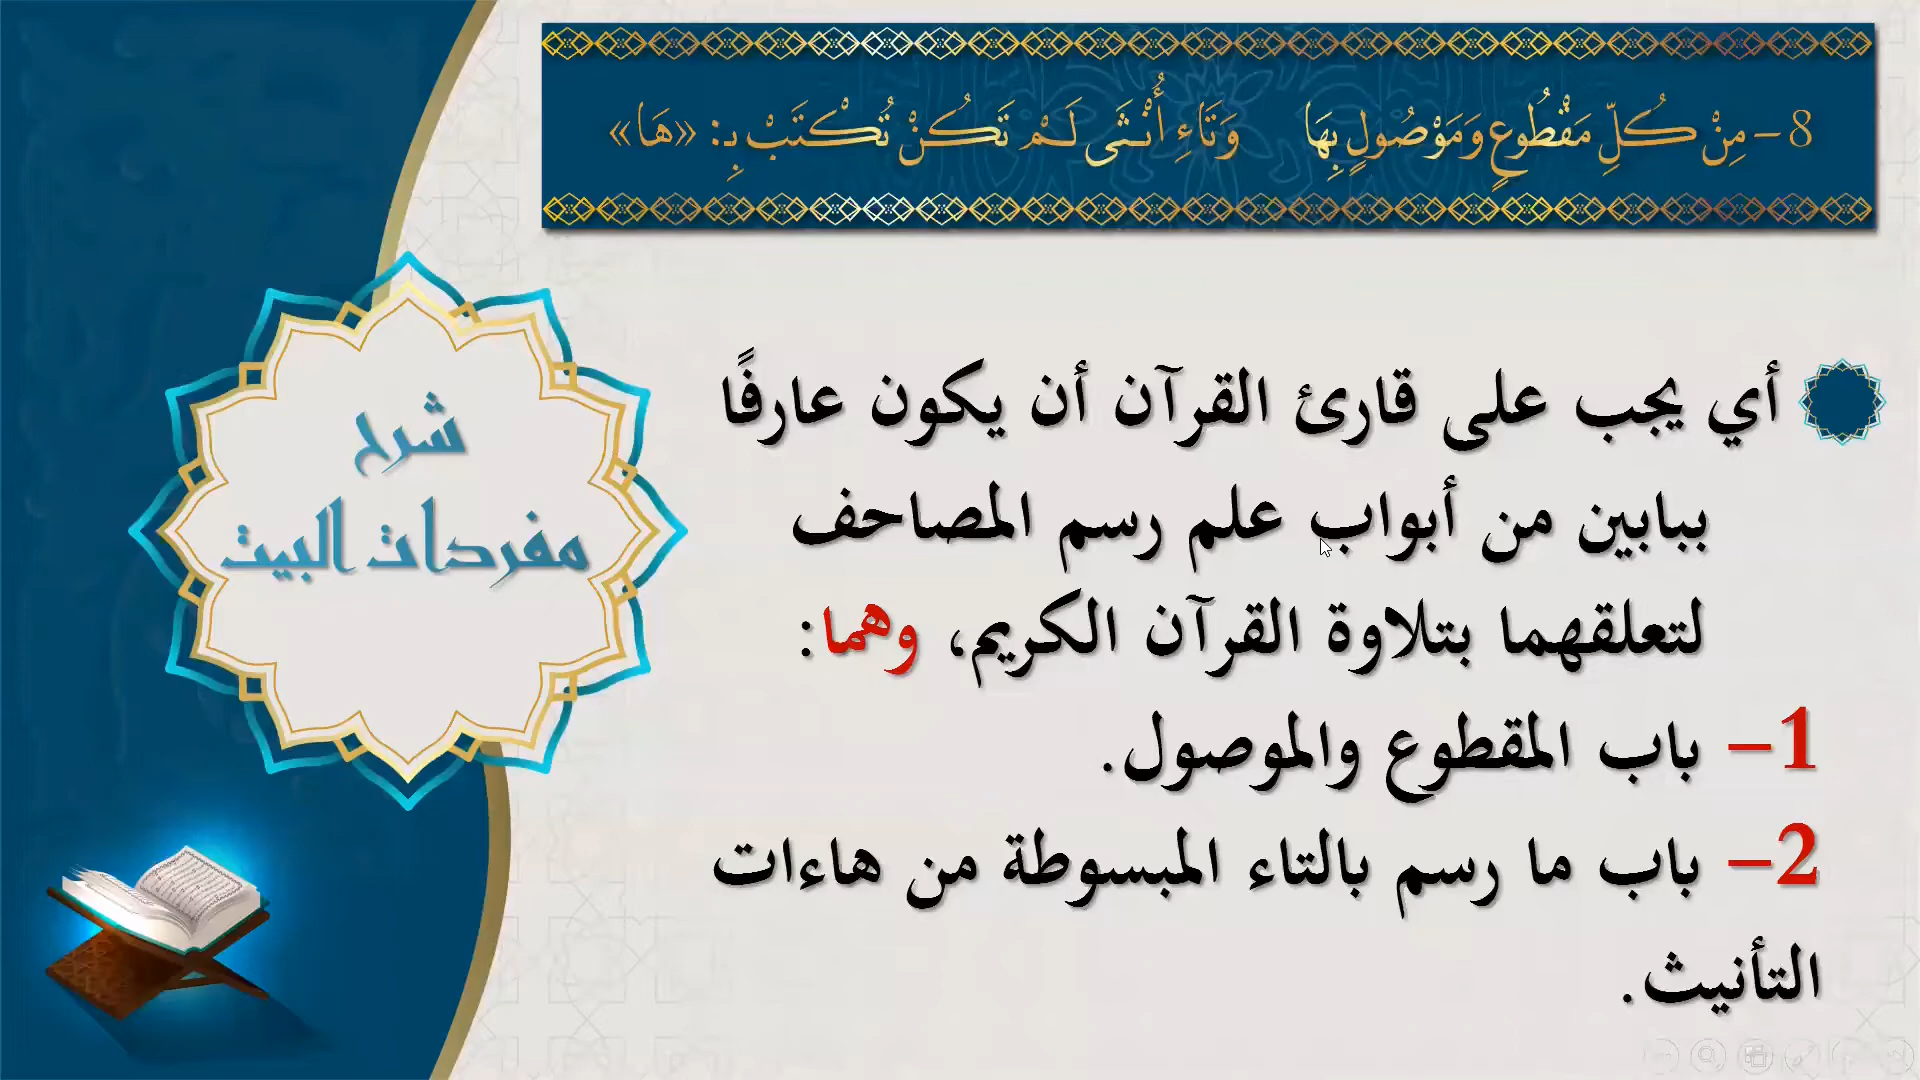 8- مِنْ كُلِّ مَقْطُوعٍ وَمَوْصُولٍ بِهَا وَتَاءِ أُنْثَى لَمْ تَكُنْ تُكْتَبْ بِـ: «هَا»
أي يجب على قارئ القرآن أن يكون عارفًا
ببابين من أبواب علم رسم المصاحف
لتعلقهما بتلاوة القرآن الكريم، وهما:
1- باب المقطوع والموصول.
2- باب ما رسم بالتاء المبسوطة من هاءات
التأنيث.
شرح
مفردات البيت